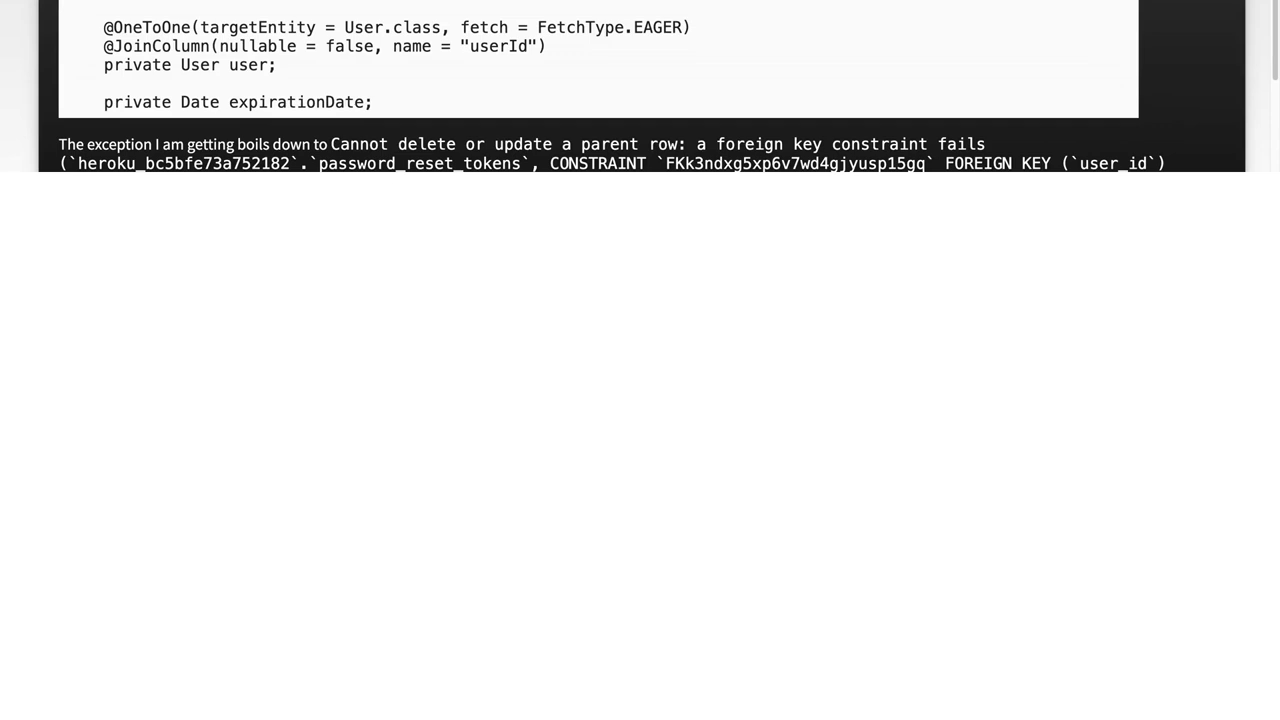 @OneToOne(targetEntity = User.class, fetch = FetchType.EAGER)
@JoinColumn(nullable = false, name = "userId")
private User user;
private Date expirationDate;
The exception I am getting boils down to Cannot delete or update a parent row: a foreign key constraint fails
(`heroku_bc5bfe73a752182`.`password_reset_tokens`, CONSTRAINT `FKk3ndxg5xp6v7wd4gjyusp15gq` FOREIGN KEY (`user_id`)